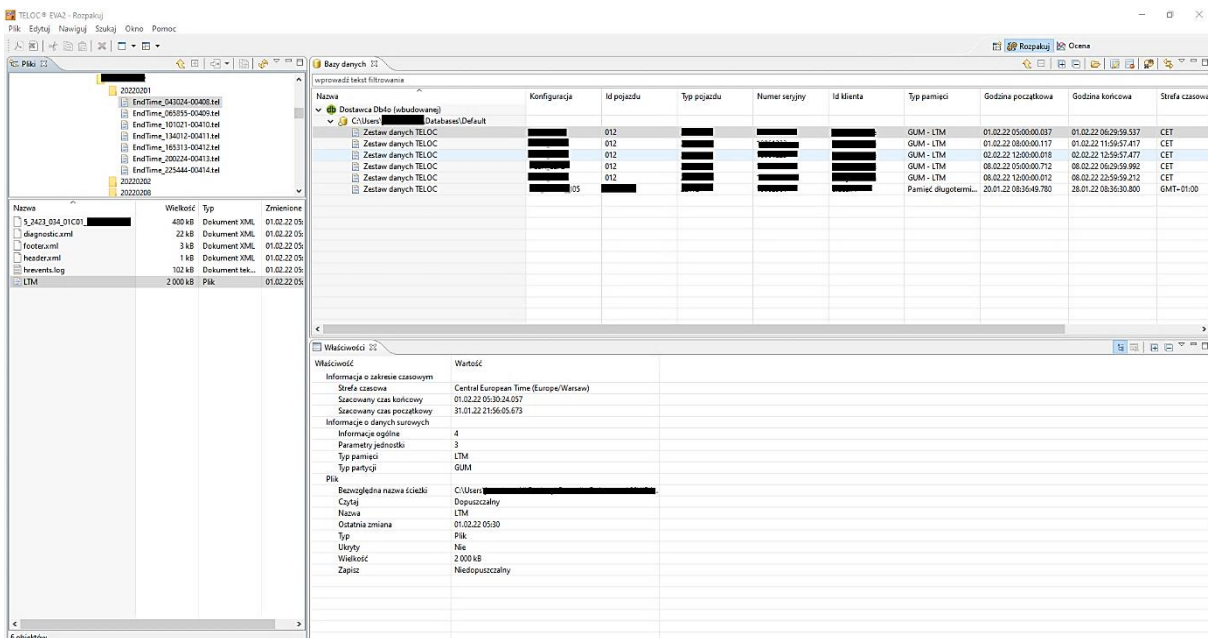 TELOC® EVA2 - Rozpakuj
Plik Edytuj Nawiguj Szukaj Okno Pomoc
Rozpakuj Ocena
Pliki
20220201
EndTime_043024-00408.tel
EndTime_065855-00409.tel
EndTime_101021-00410.tel
EndTime_134012-00411.tel
EndTime_165313-00412.tel
EndTime_200224-00413.tel
EndTime_225444-00414.tel
20220202
20220208
Nazwa Wielkość Typ Zmienione
5_2423_034_01C01_ 480 kB Dokument XML 01.02.22 05:
diagnostic.xml 22 kB Dokument XML 01.02.22 05:
footer.xml 3 kB Dokument XML 01.02.22 05:
header.xml 1 kB Dokument XML 01.02.22 05:
hrevents.log 102 kB Dokument tek... 01.02.22 05:
LTM 2 000 kB Plik 01.02.22 05:
6 obiektów
Bazy danych
wprowadź tekst filtrowania
Nazwa Konfiguracja Id pojazdu Typ pojazdu Numer seryjny Id klienta Typ pamięci Godzina początkowa Godzina końcowa Strefa czasowa
Dostawca Db4o (wbudowanej)
C:\Users\ .Databases\Default
Zestaw danych TELOC 012 GUM - LTM 01.02.22 05:00:00.037 01.02.22 06:29:59.537 CET
Zestaw danych TELOC 012 GUM - LTM 01.02.22 08:00:00.117 01.02.22 11:59:57.417 CET
Zestaw danych TELOC 012 GUM - LTM 02.02.22 12:00:00.018 02.02.22 12:59:57.477 CET
Zestaw danych TELOC 012 GUM - LTM 08.02.22 05:00:00.712 08.02.22 06:29:59.992 CET
Zestaw danych TELOC 012 GUM - LTM 08.02.22 12:00:00.012 08.02.22 22:59:59.212 CET
Zestaw danych TELOC 05 Pamięć długotermi... 20.01.22 08:36:49.780 28.01.22 08:36:30.800 GMT+01:00
Właściwości
Właściwość Wartość
Informacja o zakresie czasowym
Strefa czasowa Central European Time (Europe/Warsaw)
Szacowany czas końcowy 01.02.22 05:30:24.057
Szacowany czas początkowy 31.01.22 21:56:05.673
Informacje o danych surowych
Informacje ogólne 4
Parametry jednostki 3
Typ pamięci LTM
Typ partycji GUM
Plik
Bezwzględna nazwa ścieżki C:\Users\
Czytaj Dopuszczalny
Nazwa LTM
Ostatnia zmiana 01.02.22 05:30
Typ Plik
Ukryty Nie
Wielkość 2 000 kB
Zapisz Niedopuszczalny